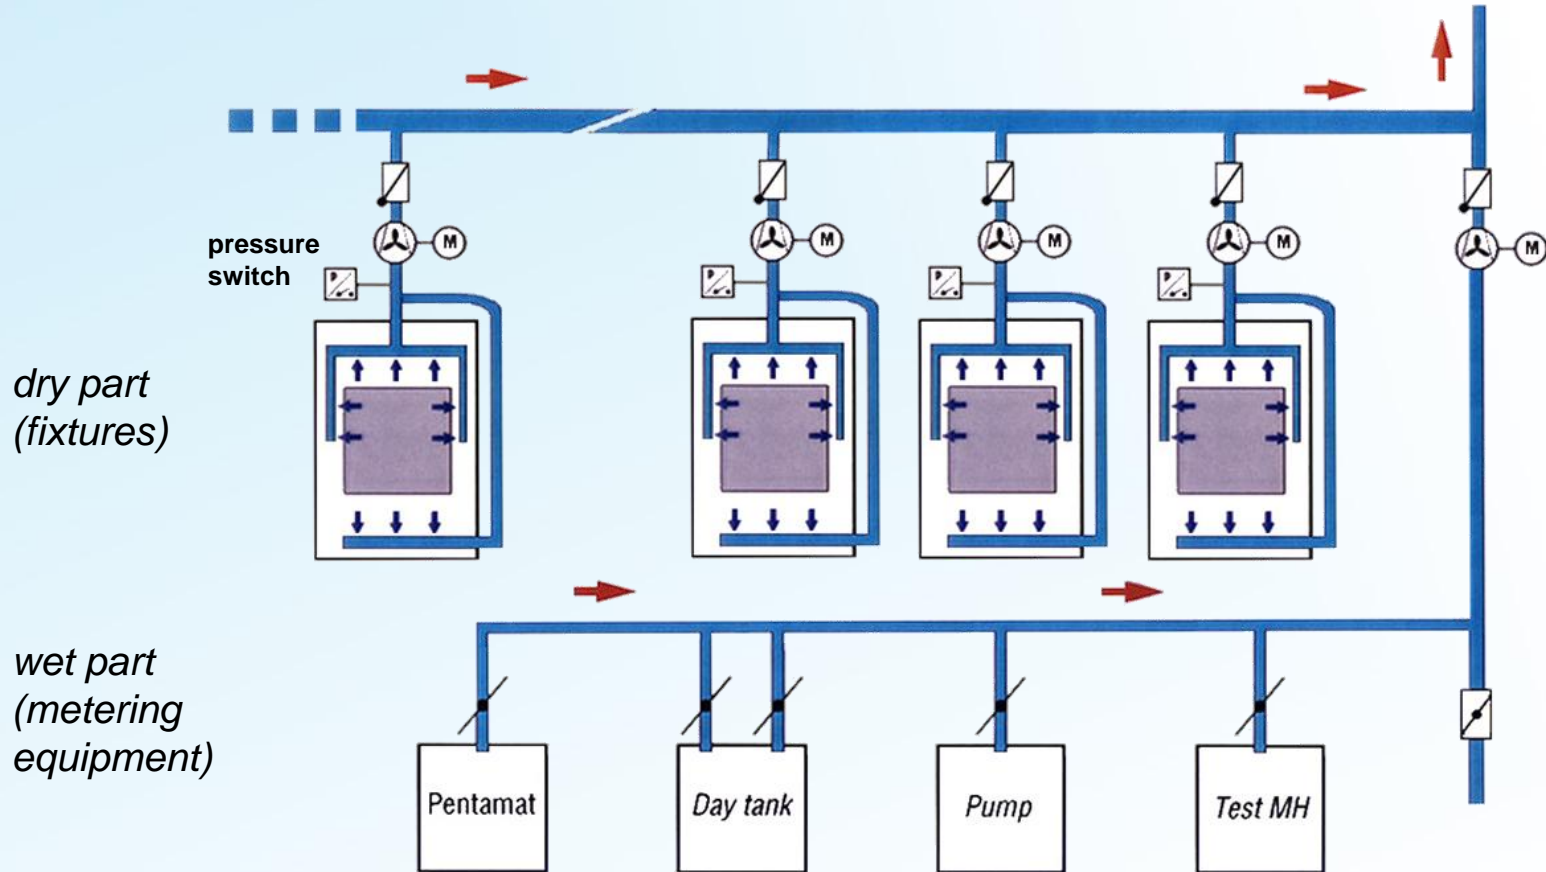 pressure
switch
M
M
M
M
M
P
P
P
P
dry part
(fixtures)
wet part
(metering
equipment)
Pentamat
Day tank
Pump
Test MH